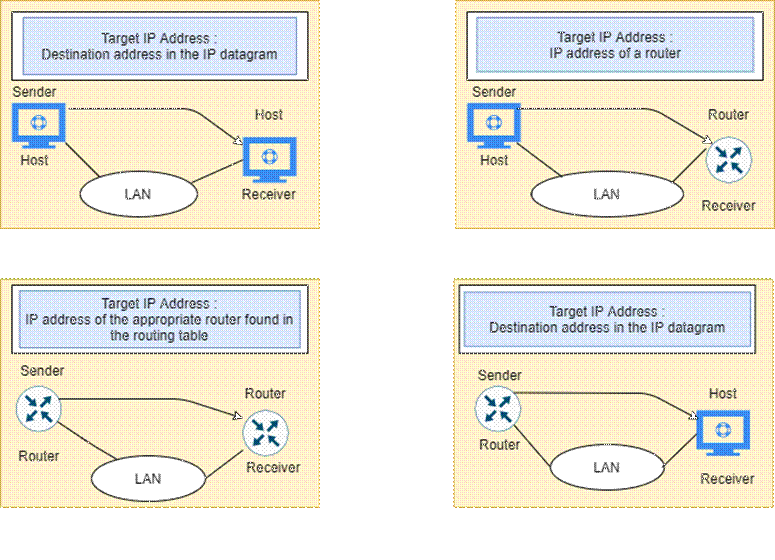 Target IP Address :
Destination address in the IP datagram
Sender
Host
Host
LAN
Receiver
Target IP Address :
IP address of a router
Sender
Router
Host
LAN
Receiver
Target IP Address :
IP address of the appropriate router found in
the routing table
Sender
Router
Router
Receiver
LAN
Target IP Address :
Destination address in the IP datagram
Sender
Host
Router
LAN
Receiver